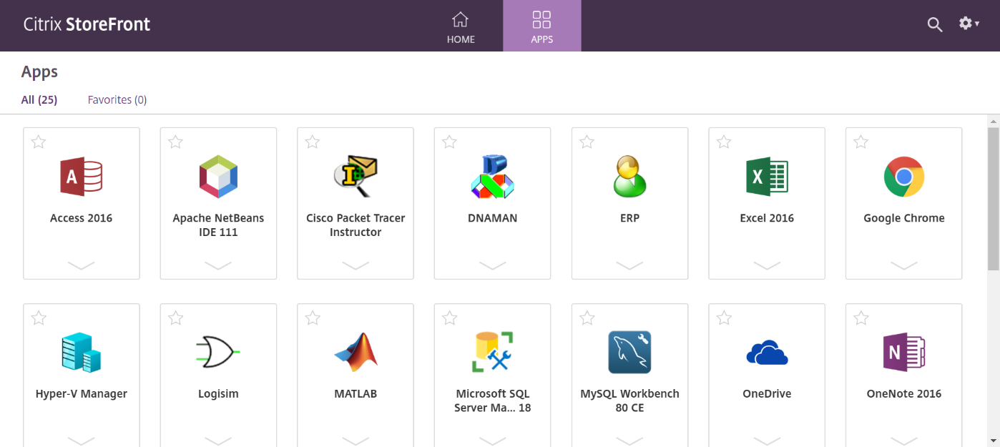 Citrix StoreFront
HOME
APPS
Apps
All (25)
Favorites (0)
Access 2016
Apache NetBeans
IDE 111
Cisco Packet Tracer
Instructor
DNAMAN
ERP
Excel 2016
Google Chrome
Hyper-V Manager
Logisim
MATLAB
Microsoft SQL
Server Ma... 18
MySQL Workbench
80 CE
OneDrive
OneNote 2016